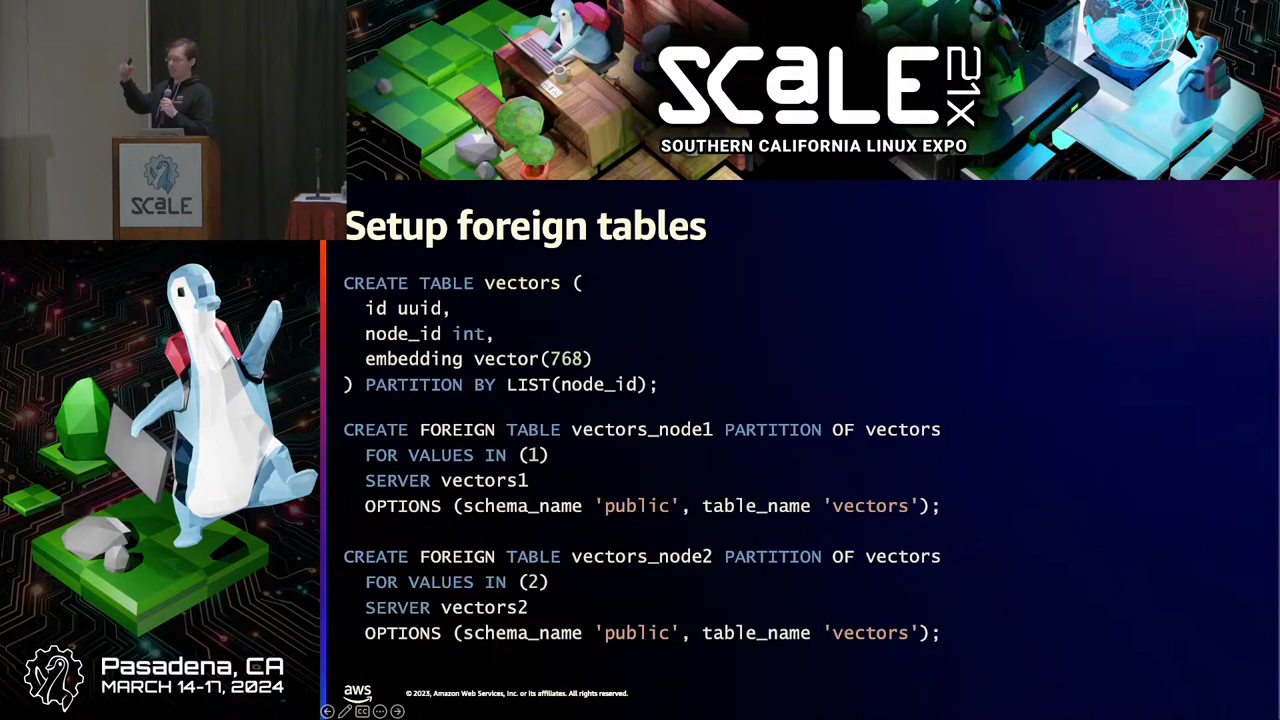 SCaLE 21X
SOUTHERN CALIFORNIA LINUX EXPO
SCaLE
Setup foreign tables
CREATE TABLE vectors (
id uuid,
node_id int,
embedding vector(768)
) PARTITION BY LIST(node_id);
CREATE FOREIGN TABLE vectors_node1 PARTITION OF vectors
FOR VALUES IN (1)
SERVER vectors1
OPTIONS (schema_name 'public', table_name 'vectors');
CREATE FOREIGN TABLE vectors_node2 PARTITION OF vectors
FOR VALUES IN (2)
SERVER vectors2
OPTIONS (schema_name 'public', table_name 'vectors');
Pasadena, CA
MARCH 14-17, 2024
aws
© 2023, Amazon Web Services, Inc. or its affiliates. All rights reserved.
CC